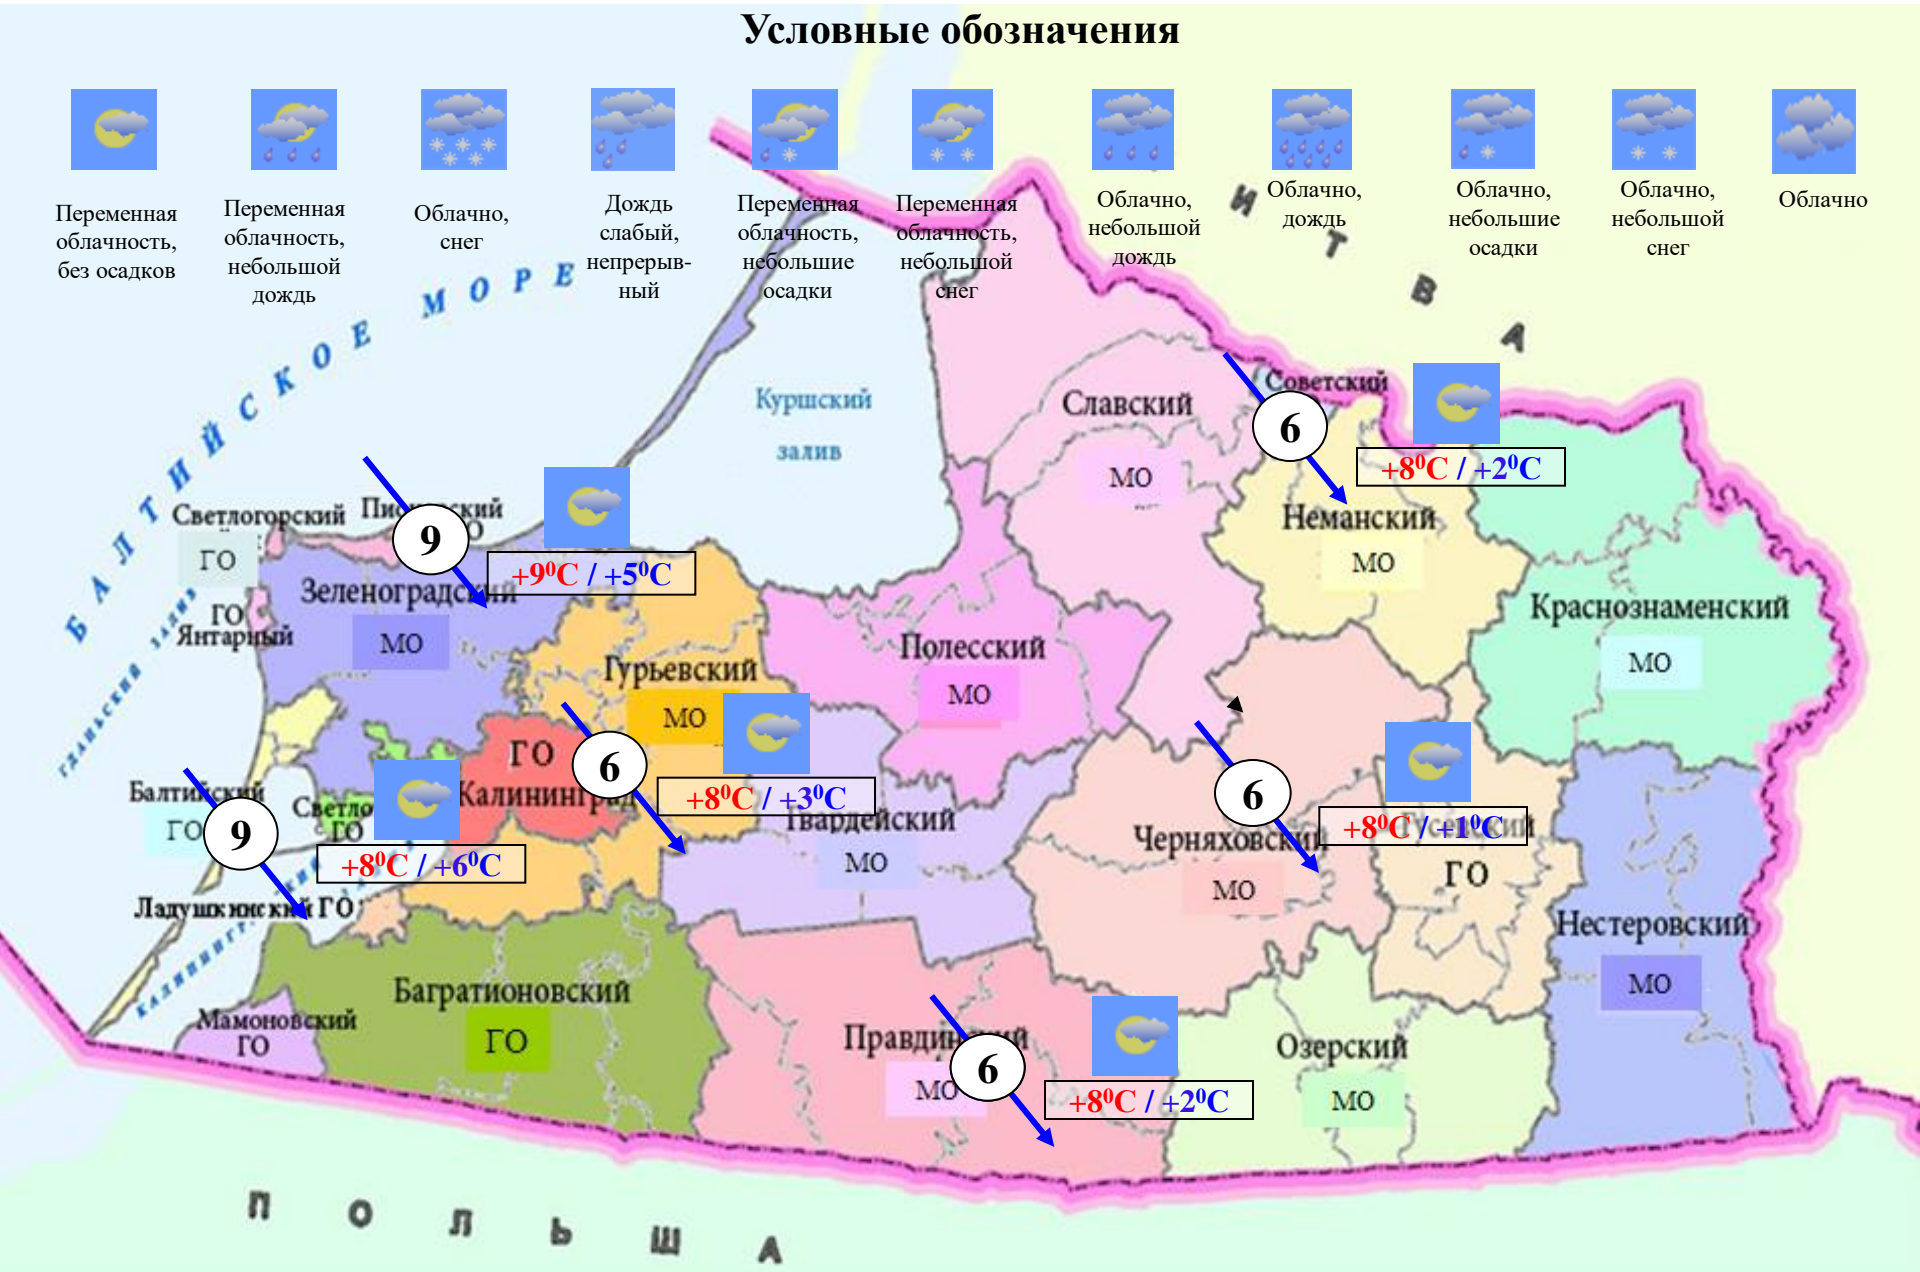 Условные обозначения
Переменная
облачность,
без осадков
Переменная
облачность,
небольшой
дождь
Облачно,
снег
Дождь
слабый,
непрерыв-
ный
Переменная
облачность,
небольшие
осадки
Переменная
облачность,
небольшой
снег
Облачно,
небольшой
дождь
Облачно,
дождь
Облачно,
небольшие
осадки
Облачно,
небольшой
снег
Облачно
ИТВА
БАЛТИЙСКОЕ МОРЕ
Куршский
залив
Славский
МО
Советский
6
+8⁰C / +2⁰C
Неманский
МО
Светлогорский
ГО
9
+9⁰C / +5⁰C
Зеленоградский
МО
ГО
Янтарный
Гурьевский
МО
Полесский
МО
Краснознаменский
МО
ГО
Калининград
6
+8⁰C / +3⁰C
Балтийский
ГО
9
Светло
ГО
+8⁰C / +6⁰C
Гвардейский
МО
Черняховский
МО
6
+8⁰C / +1⁰C
Гусевский
ГО
Ладушкинский ГО
Нестеровский
МО
Багратионовский
ГО
Мамоновский
ГО
Правдинский
МО
6
+8⁰C / +2⁰C
Озерский
МО
ПОЛЬША